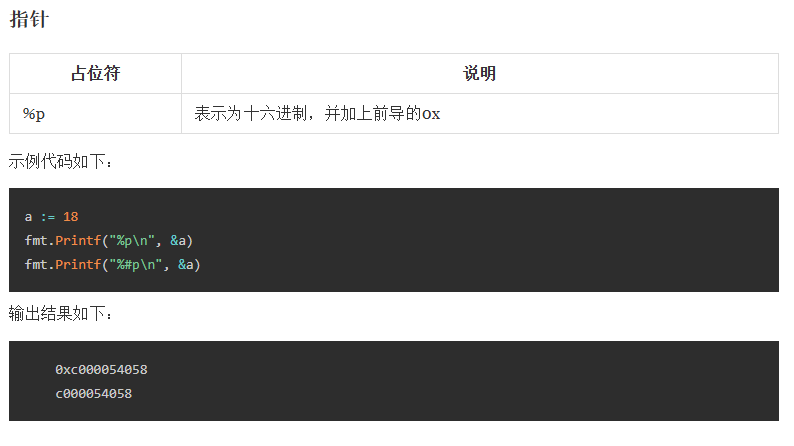 指针
占位符 说明
%p 表示为十六进制，并加上前导的0x
示例代码如下：
a := 18
fmt.Printf("%p\n", &a)
fmt.Printf("%#p\n", &a)
输出结果如下：
0xc000054058
c000054058